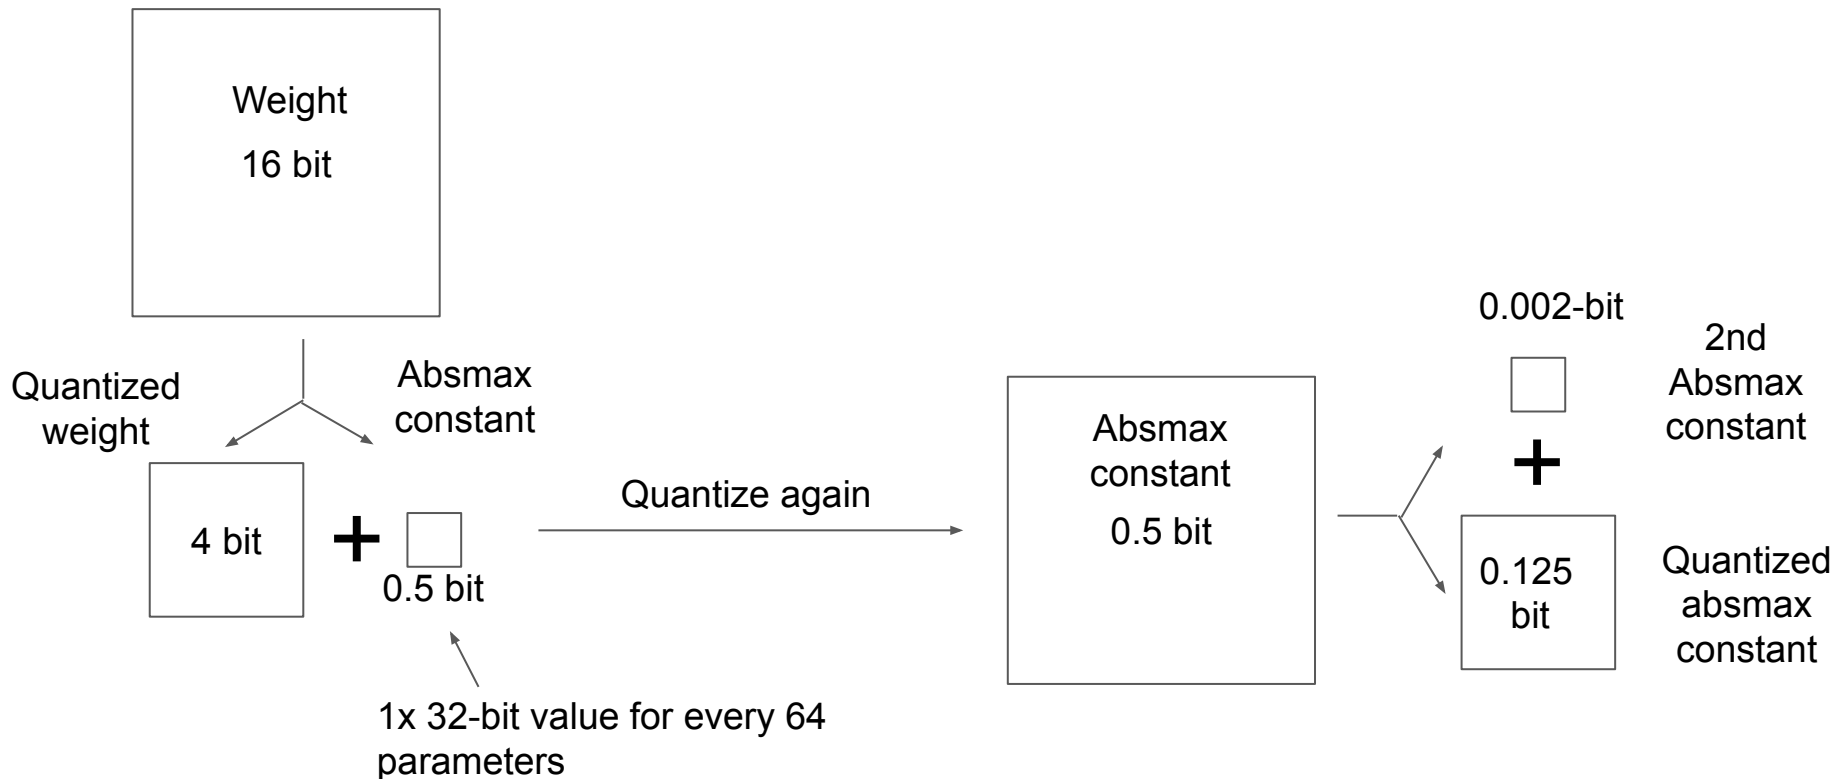 Weight
16 bit
Quantized
weight
Absmax
constant
4 bit
+
0.5 bit
1x 32-bit value for every 64
parameters
Quantize again
Absmax
constant
0.5 bit
0.002-bit
2nd
Absmax
constant
+
0.125
bit
Quantized
absmax
constant